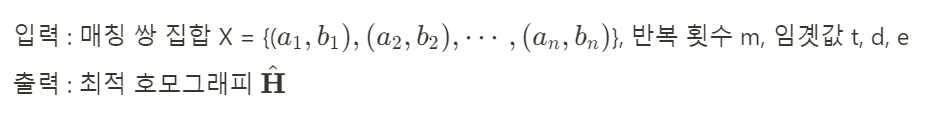 입력 : 매칭 쌍 집합 X = {(a₁, b₁), (a₂, b₂), ⋯ , (aₙ, bₙ)}, 반복 횟수 m, 임곗값 t, d, e
출력 : 최적 호모그래피 Ĥ